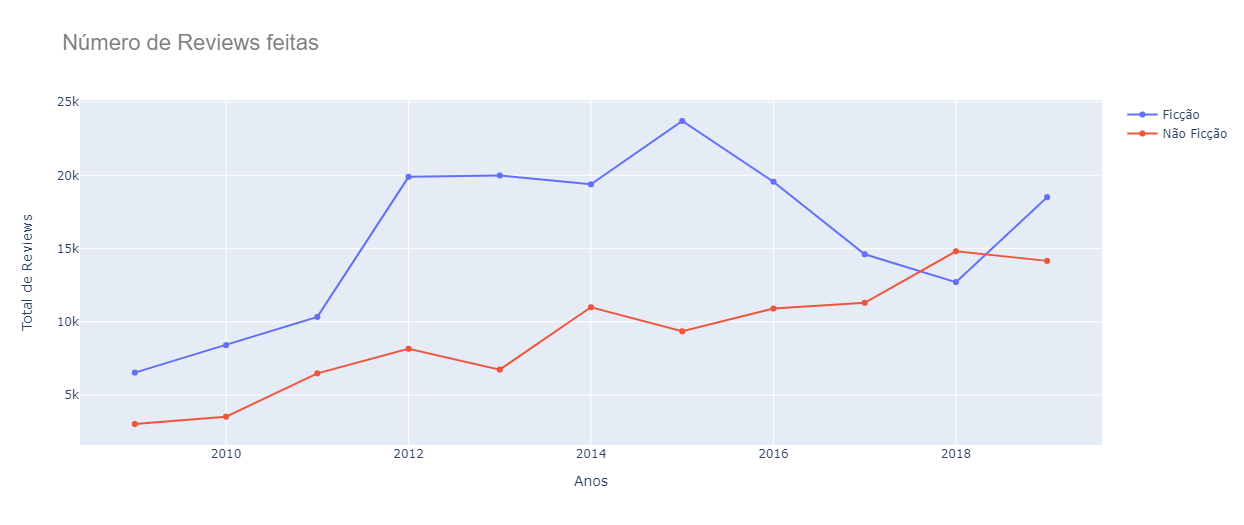 Número de Reviews feitas
25k
20k
15k
10k
5k
Total de Reviews
2010
2012
2014
2016
2018
Anos
Ficção
Não Ficção